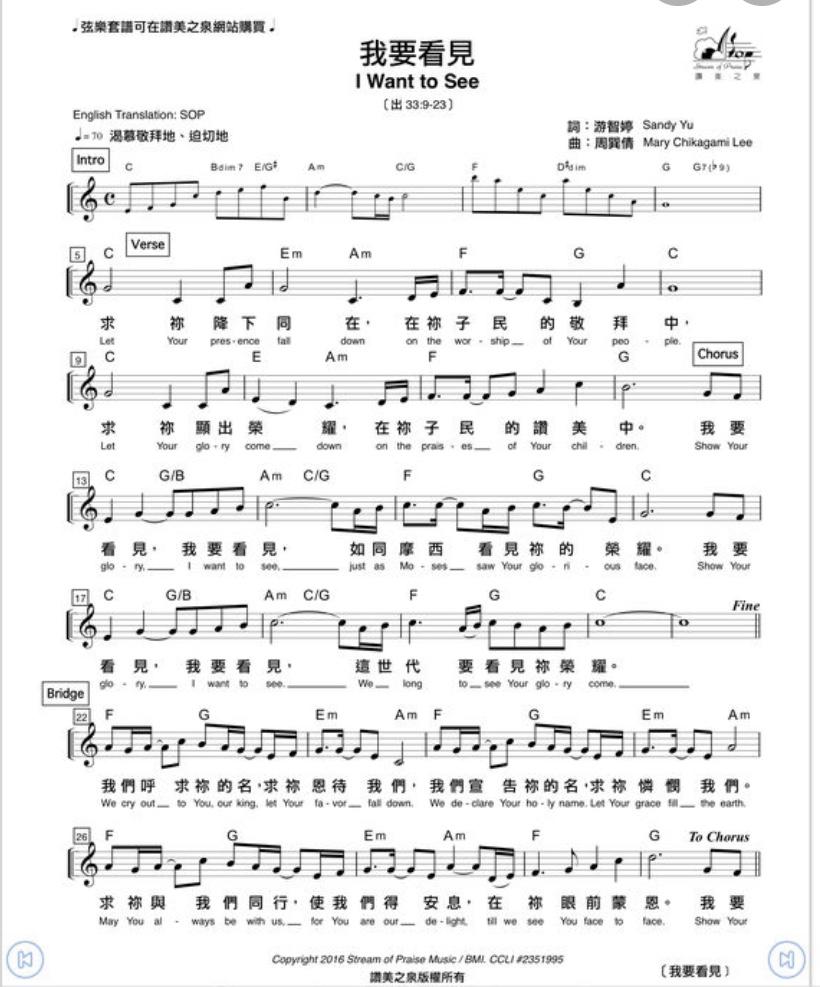 ♩弦樂套譜可在讚美之泉網站購買♩
我要看見
I Want to See
〔出 33:9-23〕
Stream of Praise
讚美之泉
English Translation: SOP
♩= 70 渴慕敬拜地、迫切地
詞：游智婷 Sandy Yu
曲：周巽倩 Mary Chikagami Lee
Intro
C Bdim7 E/G♯ Am C/G F D♯dim G G7(♭9)
5 Verse
C Em Am F G C
求 祢 降 下 同 在， 在 祢 子 民 的 敬 拜 中，
Let Your pres - ence fall down on the wor - ship__ of Your peo - ple.
9 Chorus
C E Am F G
求 祢 顯 出 榮 耀， 在 祢 子 民 的 讚 美 中。 我 要
Let Your glo - ry come____ down on the prais - es___ of Your chil - dren. Show Your
13
C G/B Am C/G F G C
看 見， 我 要 看 見， 如 同 摩 西 看 見 祢 的 榮 耀。 我 要
glo - ry,____ I want to see,_________ just as Mo - ses___ saw Your glo - ri - ous face. Show Your
17
C G/B Am C/G F G C Fine
看 見， 我 要 看 見， 這 世 代 要 看 見 祢 榮 耀。
glo - ry,____ I want to see.__________ We__ long to__ see Your glo - ry come.____________
Bridge
22
F G Em Am F G Em Am
我 們 呼 求 祢 的 名，求 祢 恩 待 我 們， 我 們 宣 告 祢 的 名，求 祢 憐 憫 我 們。
We cry out__ to You, our king, let Your fa - vor__ fall down. We de - clare Your ho - ly name. Let Your grace fill__ the earth.
26
F G Em Am F G To Chorus
求 祢 與 我 們 同 行，使 我 們 得 安 息，在 祢 眼 前 蒙 恩。 我 要
May You al - ways be with us,__ for You are our__ de - light, till we see You face to face. Show Your
Copyright 2016 Stream of Praise Music / BMI. CCLI #2351995
讚美之泉版權所有
〔我要看見〕